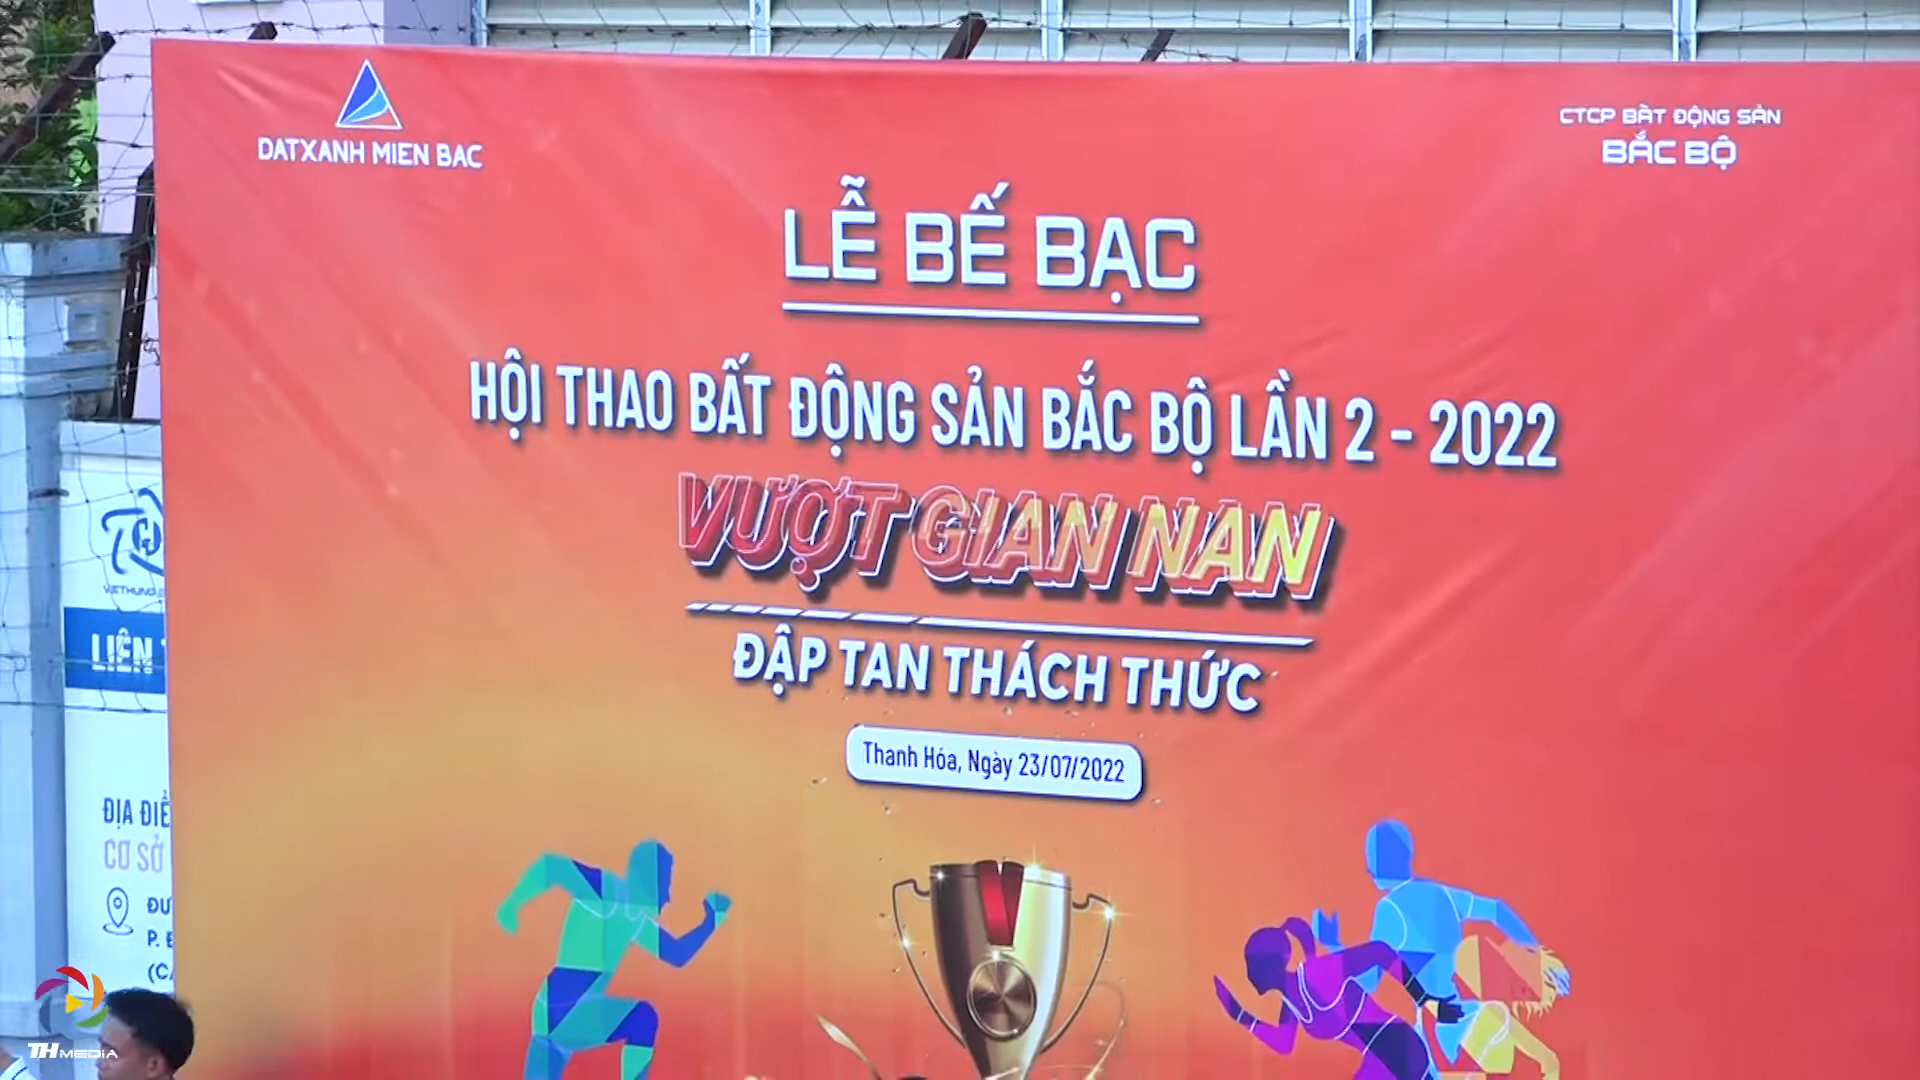 DATXANH MIEN BAC
CTCP BẤT ĐỘNG SẢN
BẮC BỘ
LỄ BẾ BẠC
HỘI THAO BẤT ĐỘNG SẢN BẮC BỘ LẦN 2 - 2022
VƯỢT GIAN NAN
ĐẬP TAN THÁCH THỨC
Thanh Hóa, Ngày 23/07/2022
LIÊN
ĐỊA ĐIỂ
CƠ SỞ
P. Đ
TH MEDIA